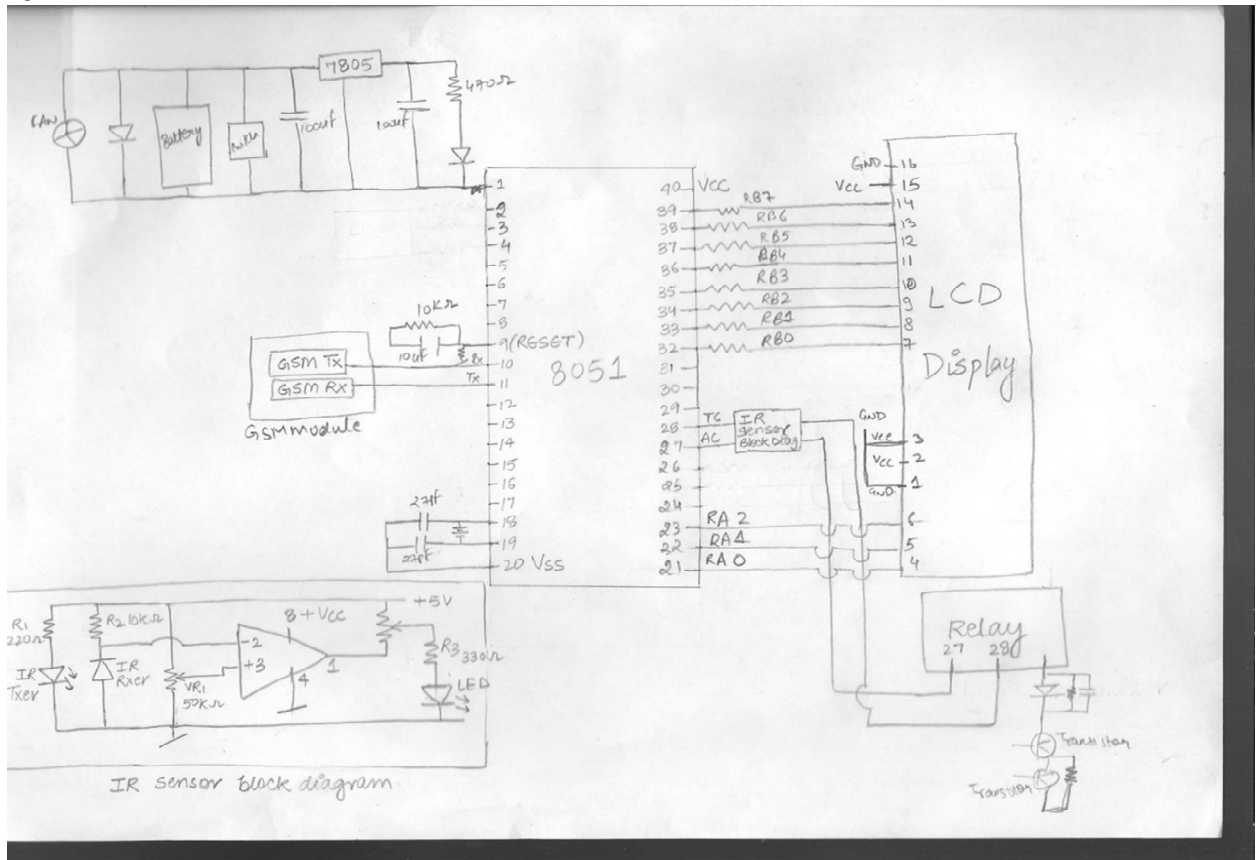 7805
470Ω
FAN
Battery
100uf
10uf
1
2
3
4
5
6
7
8
9(RESET)
10
11
12
13
14
15
16
17
18
19
20 VSS
10KΩ
10uf
Rx
Tx
GSM Tx
GSM Rx
GSM module
22pf
8051
40 VCC
39
38
37
36
35
34
33
32
31
30
29
28
27
26
25
24
23
22
21
RB7
RB6
RB5
RB4
RB3
RB2
RB1
RB0
TC
AC
IR
Sensor
Block Diag
RA 2
RA1
RA 0
GND 16
Vcc 15
14
13
12
11
10
9
8
7
LCD
Display
GND
Vee 3
Vcc 2
GND 1
6
5
4
Relay
27 28
Transistor
Transistor
R1
220Ω
IR
Txer
R2 10KΩ
IR
Rxer
VR1
50KΩ
8 +Vcc
-2
+3
4
1
+5V
R3 330Ω
LED
IR sensor block diagram